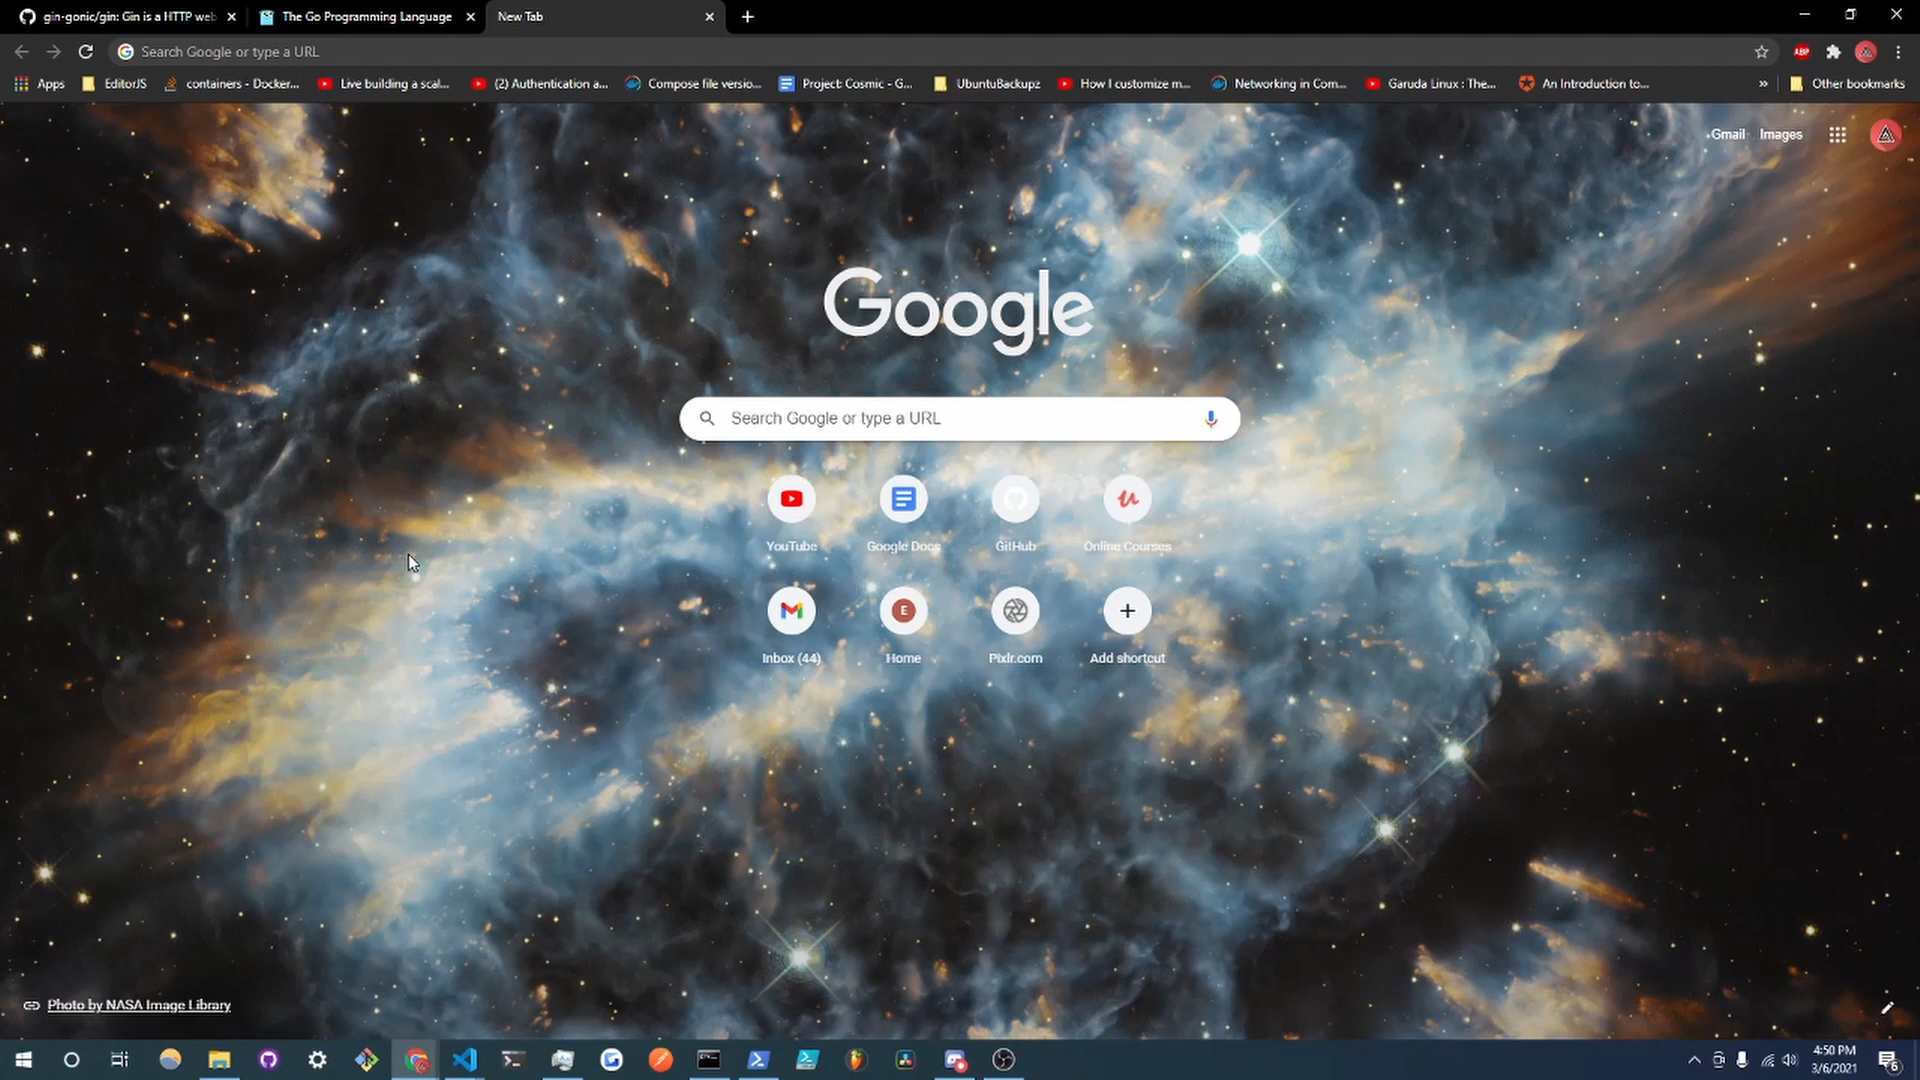 gin-gonic/gin: Gin is a HTTP web
The Go Programming Language
New Tab
Search Google or type a URL
ABP
Apps
EditorJS
containers - Docker...
Live building a scal...
(2) Authentication a...
Compose file versio...
Project: Cosmic - G...
UbuntuBackupz
How I customize m...
Networking in Com...
Garuda Linux : The...
An Introduction to...
»
Other bookmarks
Gmail
Images
Google
Search Google or type a URL
YouTube
Google Docs
GitHub
Online Courses
E
Inbox (44)
Home
Pixlr.com
Add shortcut
Photo by NASA Image Library
4:50 PM
3/6/2021
6